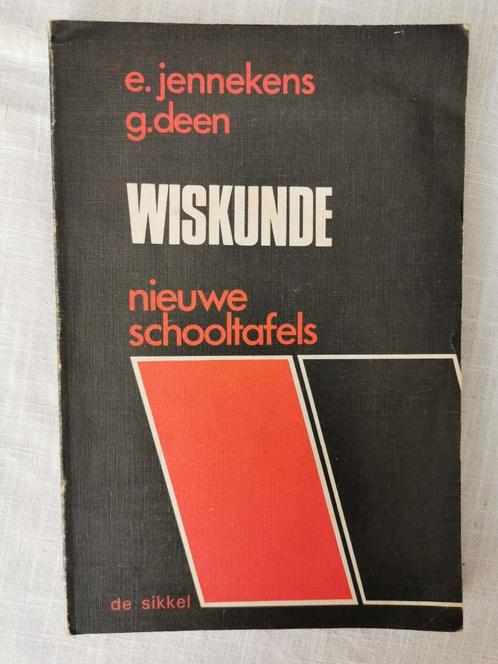 e. jennekens
g.deen
WISKUNDE
nieuwe
schooltafels
de sikkel